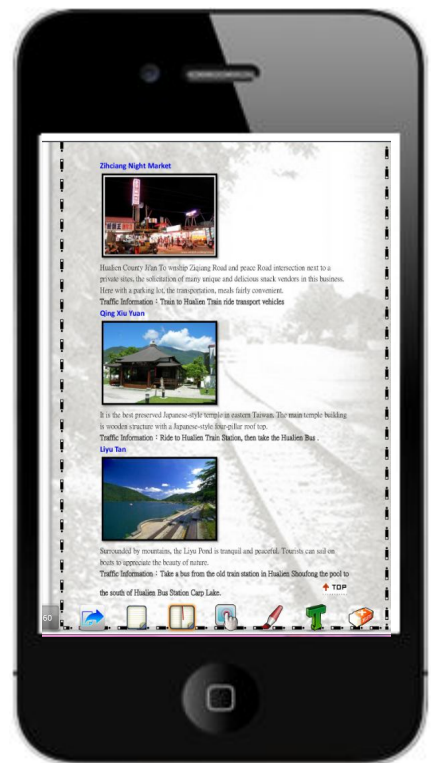 Zihciang Night Market
Hualien County Ji'an To wnship Ziqiang Road and peace Road intersection next to a
private sites, the solicitation of many unique and delicious snack vendors in this business.
Here with a parking lot, the transportation, meals fairly convenient.
Traffic Information：Train to Hualien Train ride transport vehicles
Qing Xiu Yuan
It is the best preserved Japanese-style temple in eastern Taiwan. The main temple building
is wooden structure with a Japanese-style four-pillar roof top.
Traffic Information：Ride to Hualien Train Station, then take the Hualien Bus .
Liyu Tan
Surrounded by mountains, the Liyu Pond is tranquil and peaceful. Tourists can sail on
boats to appreciate the beauty of nature.
Traffic Information：Take a bus from the old train station in Hualien Shoufong the pool to
TOP
the south of Hualien Bus Station Carp Lake.
60